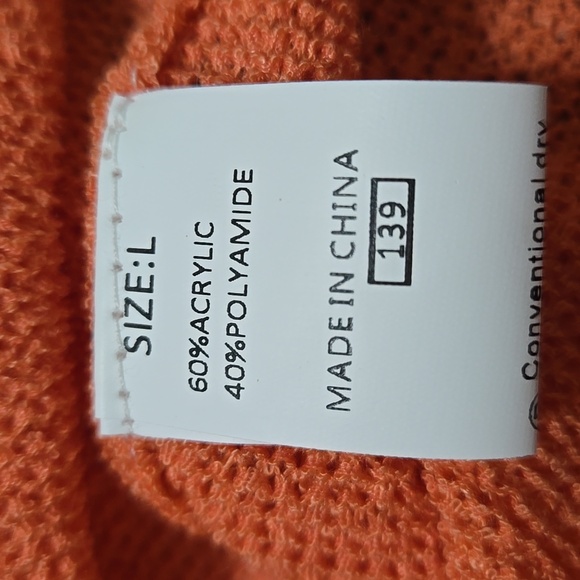 SIZE:L
60%ACRYLIC
40%POLYAMIDE
MADE IN CHINA
139
Conventional dry